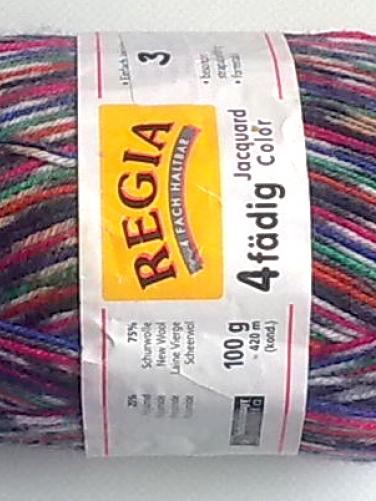 REGIA
4 FACH HALTBAR
4fädig
Jacquard
Color
3
75%
Schurwolle
New Wool
Laine Vierge
Scheerwol
100 g
≈ 420 m
(kond.)